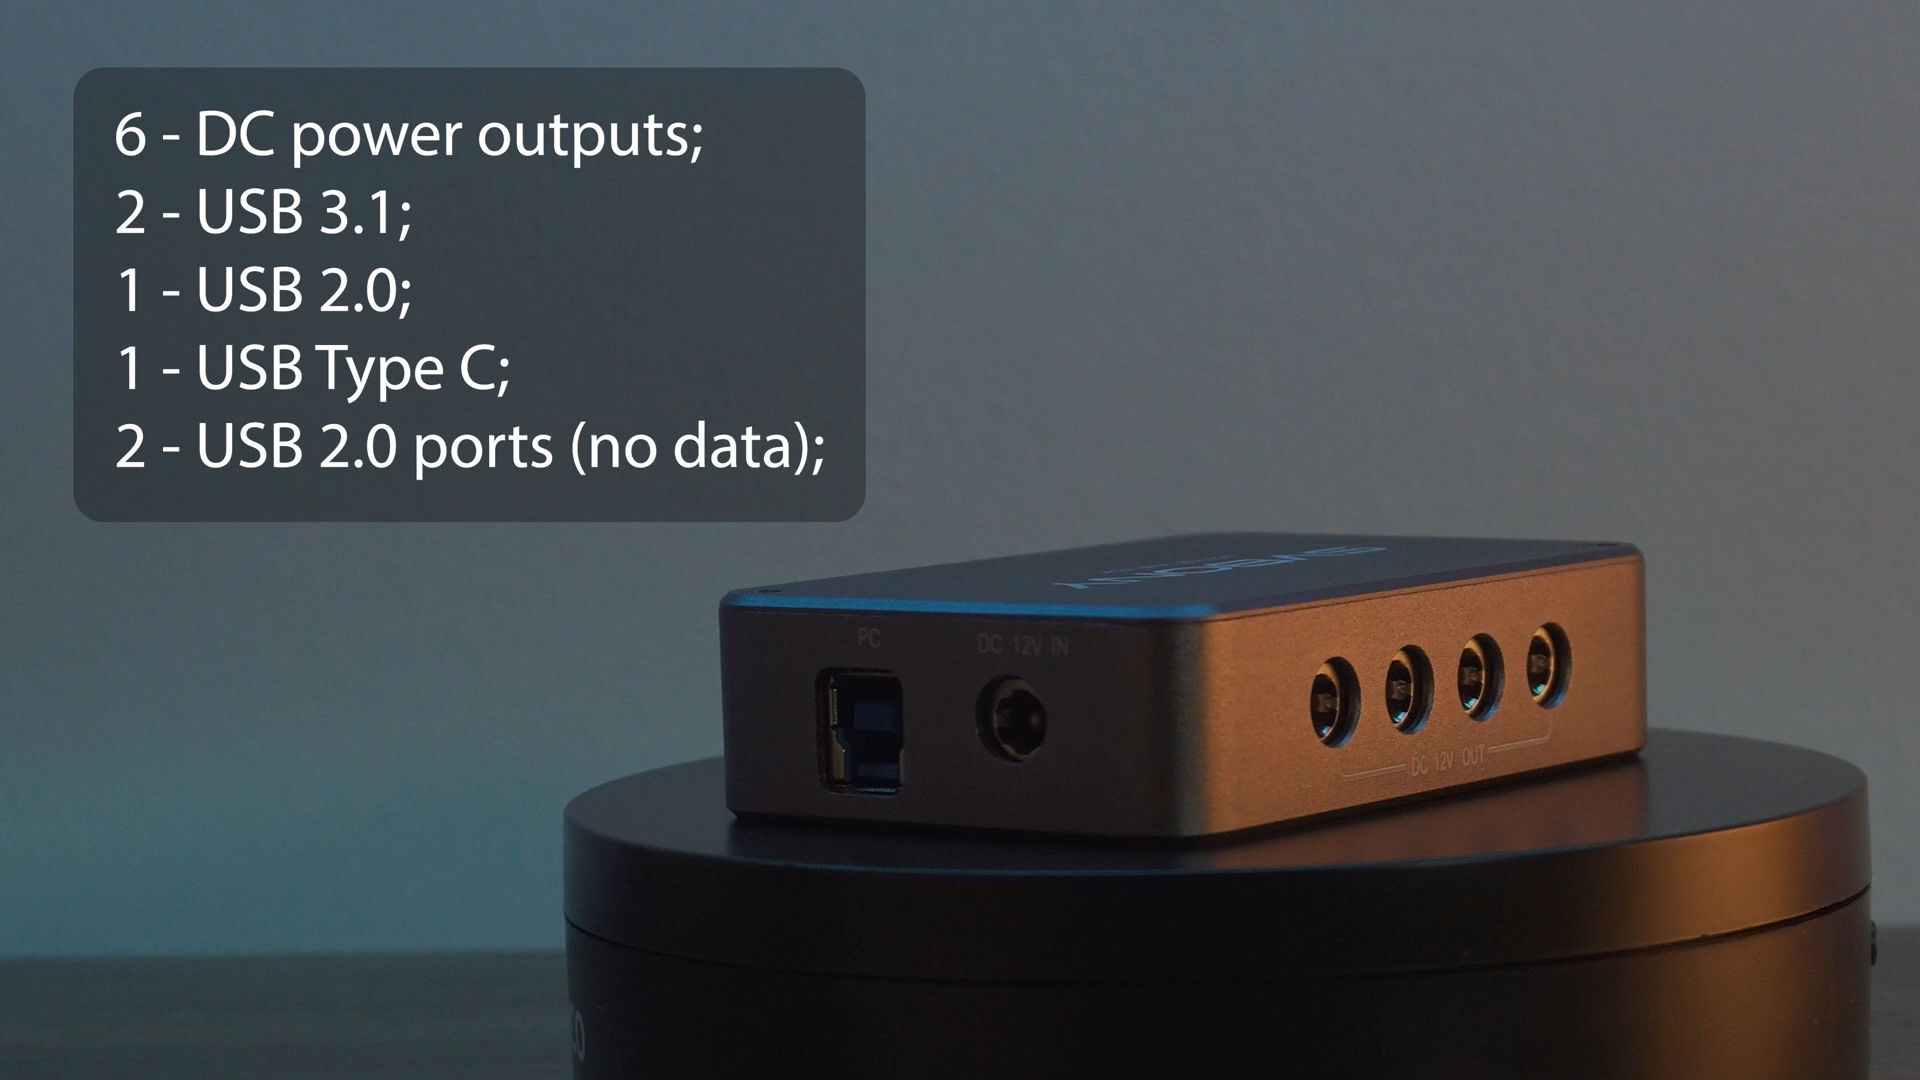 6 - DC power outputs;
2 - USB 3.1;
1 - USB 2.0;
1 - USB Type C;
2 - USB 2.0 ports (no data);
SVBONY
PC
DC 12V IN
DC 12V OUT